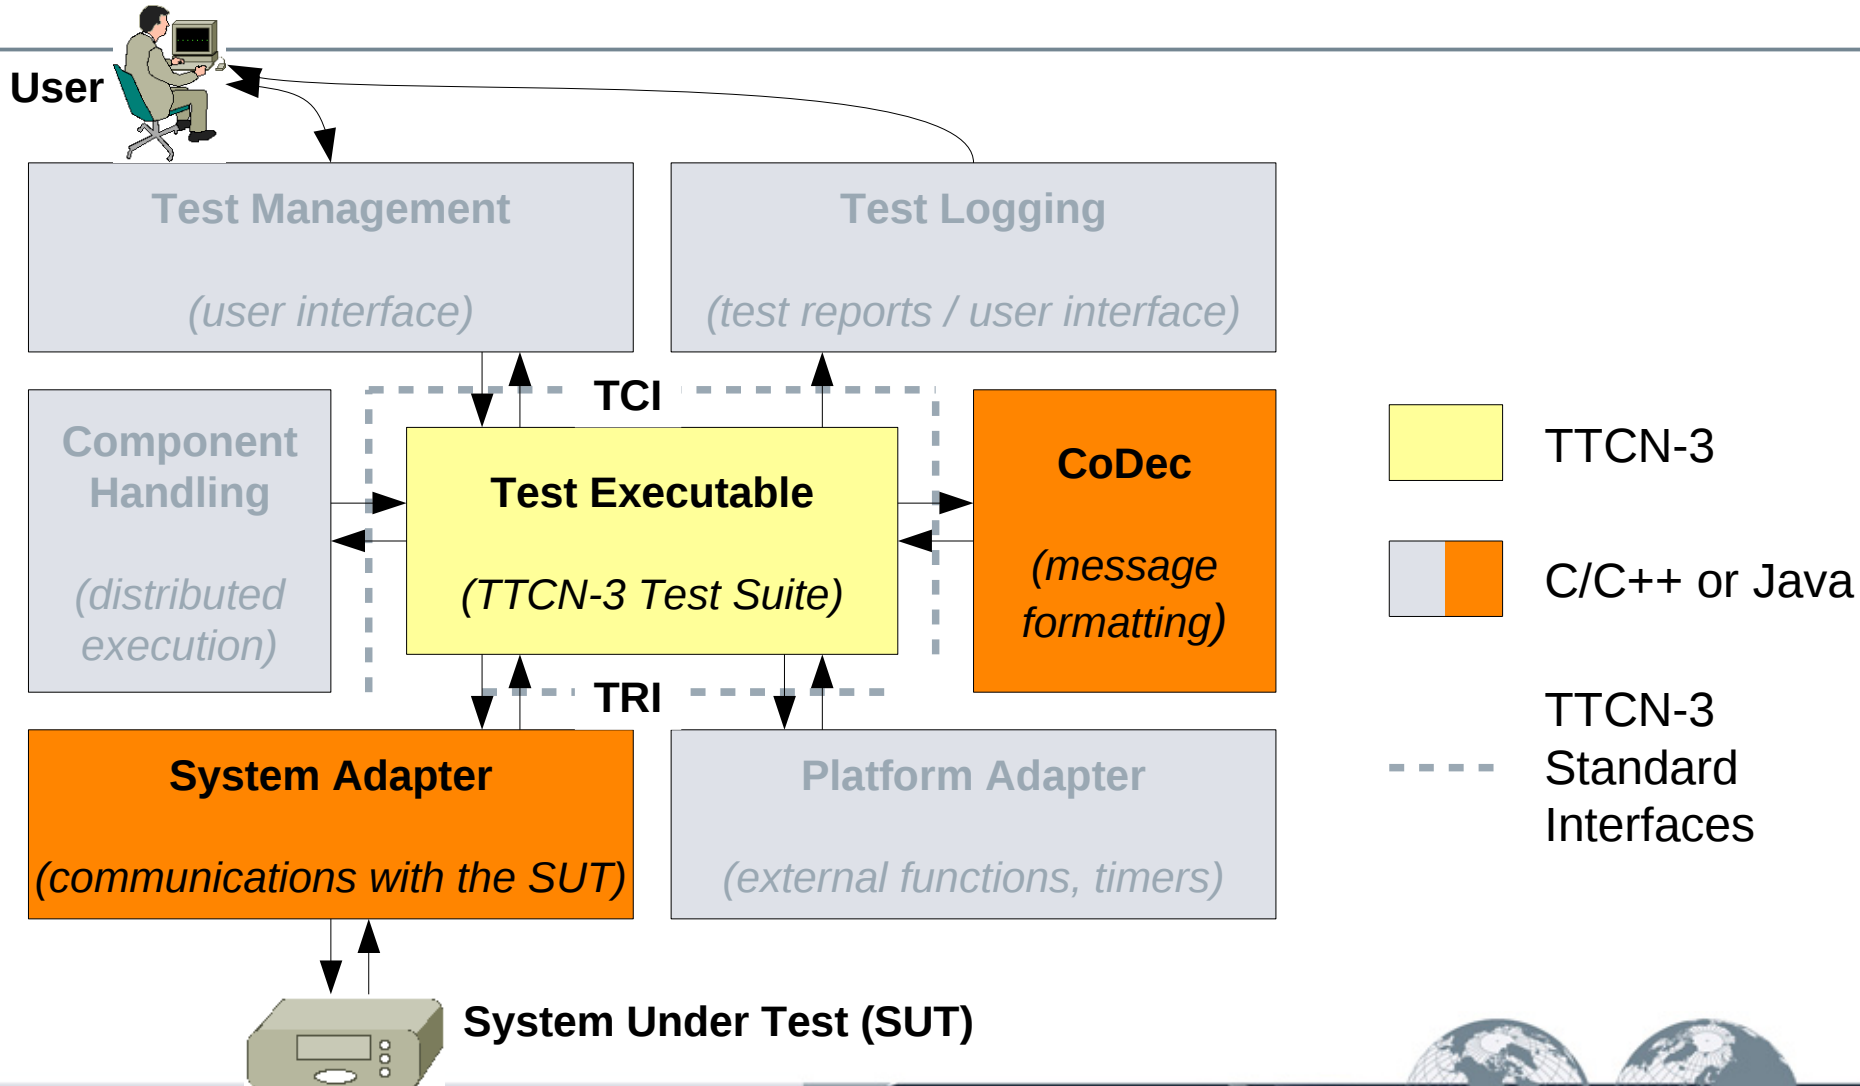 User
Test Management
(user interface)
Test Logging
(test reports / user interface)
TCI
Component
Handling
(distributed
execution)
Test Executable
(TTCN-3 Test Suite)
CoDec
(message
formatting)
TRI
System Adapter
(communications with the SUT)
Platform Adapter
(external functions, timers)
System Under Test (SUT)
TTCN-3
C/C++ or Java
TTCN-3
Standard
Interfaces